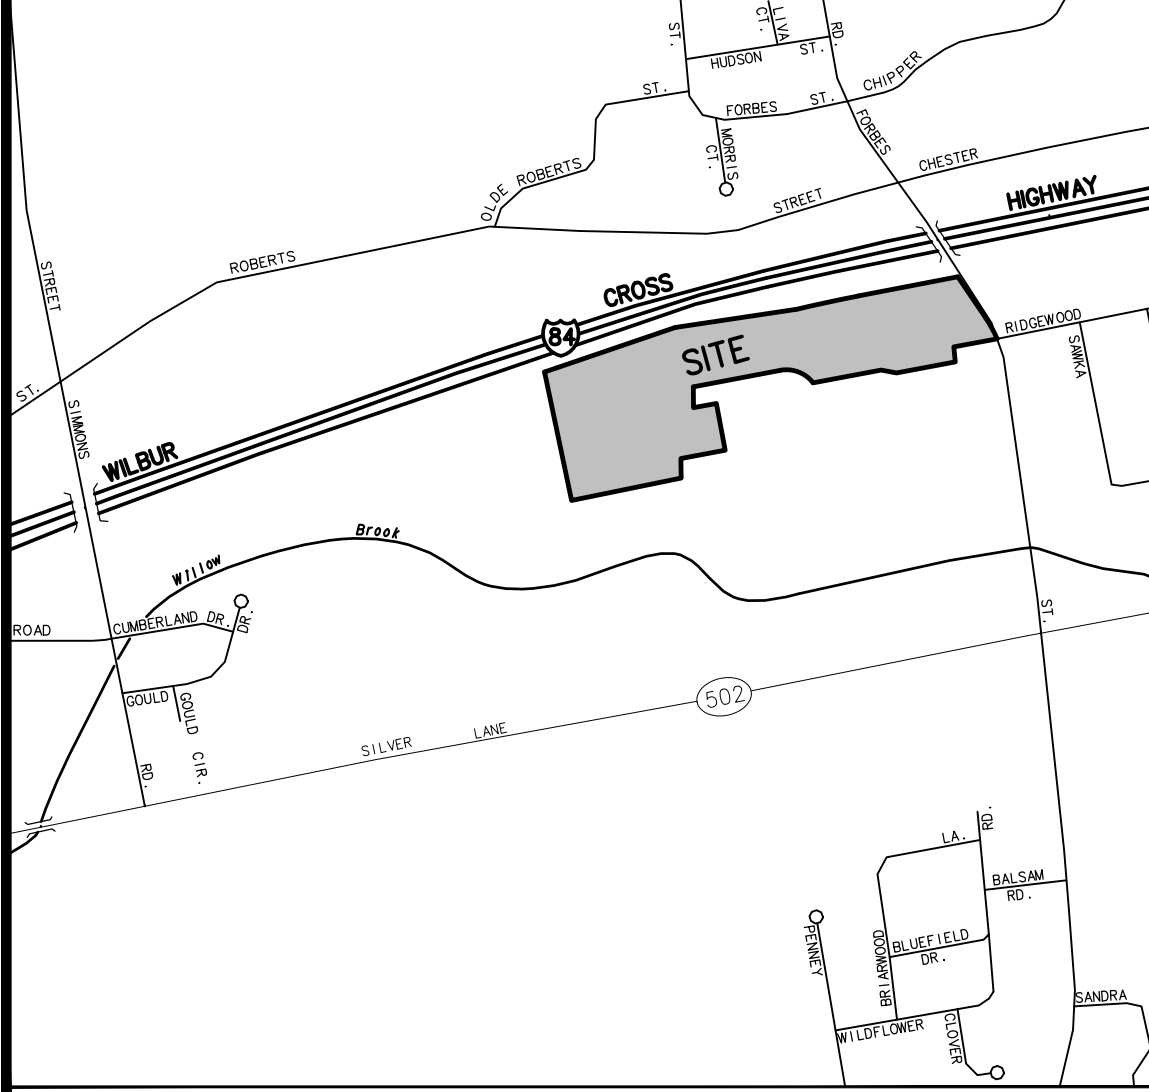 ST.
LIVA
CT.
RD.
HUDSON
ST.
CHIPPER
ST.
FORBES
ST.
FORBES
MORRIS
CT.
CHESTER
OLDE ROBERTS
STREET
HIGHWAY
ROBERTS
STREET
CROSS
84
RIDGEWOOD
SITE
SAWKA
ST.
SIMMONS
WILBUR
Brook
Willow
ROAD
CUMBERLAND DR.
DR.
ST.
GOULD
GOULD CIR.
502
SILVER LANE
RD.
LA.
RD.
BALSAM
RD.
PENNEY
BRIARWOOD
BLUEFIELD
DR.
SANDRA
WILDFLOWER
CLOVER